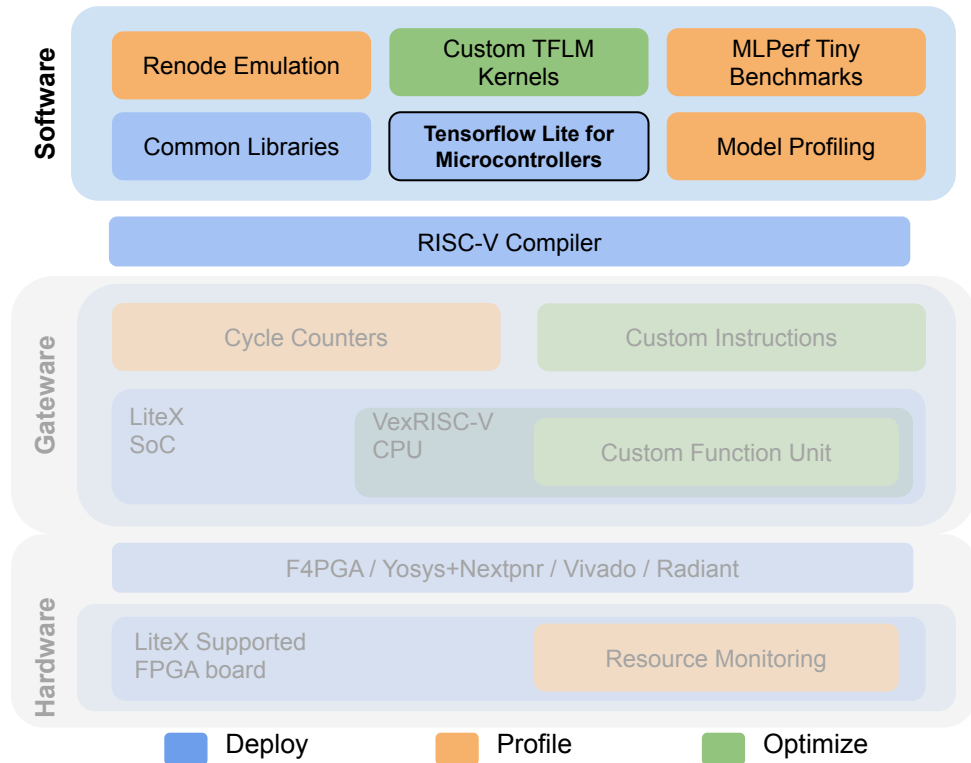 Software
Renode Emulation
Custom TFLM
Kernels
MLPerf Tiny
Benchmarks
Common Libraries
Tensorflow Lite for
Microcontrollers
Model Profiling
RISC-V Compiler
Gateware
Cycle Counters
Custom Instructions
LiteX
SoC
VexRISC-V
CPU
Custom Function Unit
Hardware
F4PGA / Yosys+Nextpnr / Vivado / Radiant
LiteX Supported
FPGA board
Resource Monitoring
Deploy
Profile
Optimize